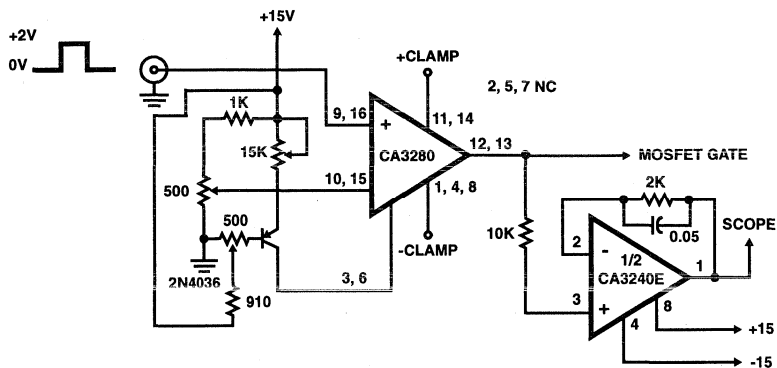 +15V
+2V
0V
+CLAMP
2, 5, 7 NC
1K
9, 16
+
11, 14
15K
CA3280
12, 13
MOSFET GATE
10, 15
1, 4, 8
500
500
2K
0.05
SCOPE
10K
-CLAMP
2
-
1/2
CA3240E
1
2N4036
3, 6
910
3
+
4
8
+15
-15